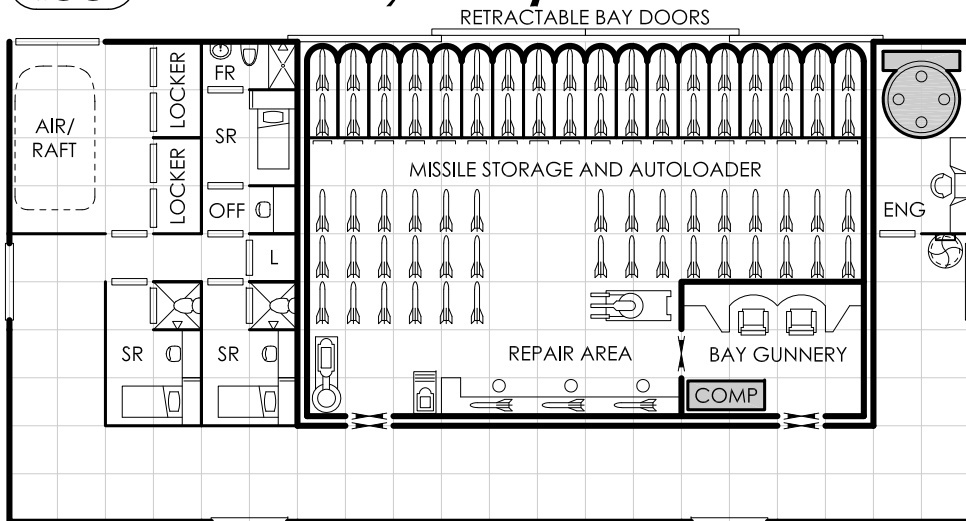 RETRACTABLE BAY DOORS
AIR/
RAFT
LOCKER
LOCKER
FR
SR
OFF
L
SR
SR
MISSILE STORAGE AND AUTOLOADER
REPAIR AREA
BAY GUNNERY
COMP
ENG